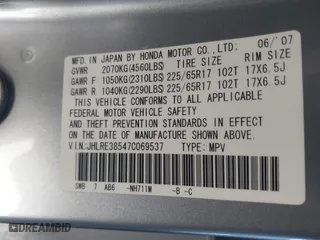 MFD. IN JAPAN BY HONDA MOTOR CO., LTD. 06/'07
GVWR 2070KG(4560LBS) TIRE SIZE RIM SIZE
GAWR F 1050KG(2310LBS) 225/65R17 102T 17X6.5J
GAWR R 1040KG(2290LBS) 225/65R17 102T 17X6.5J
THIS VEHICLE CONFORMS TO ALL APPLICABLE
FEDERAL MOTOR VEHICLE SAFETY
AND THEFT PREVENTION STANDARDS IN EFFECT
ON THE DATE OF MANUFACTURE SHOWN ABOVE.
V.I.N:JHLRE38547C069537 TYPE: MPV
SWB 7 AB6 -NH711M -B -C
© DREAMBID